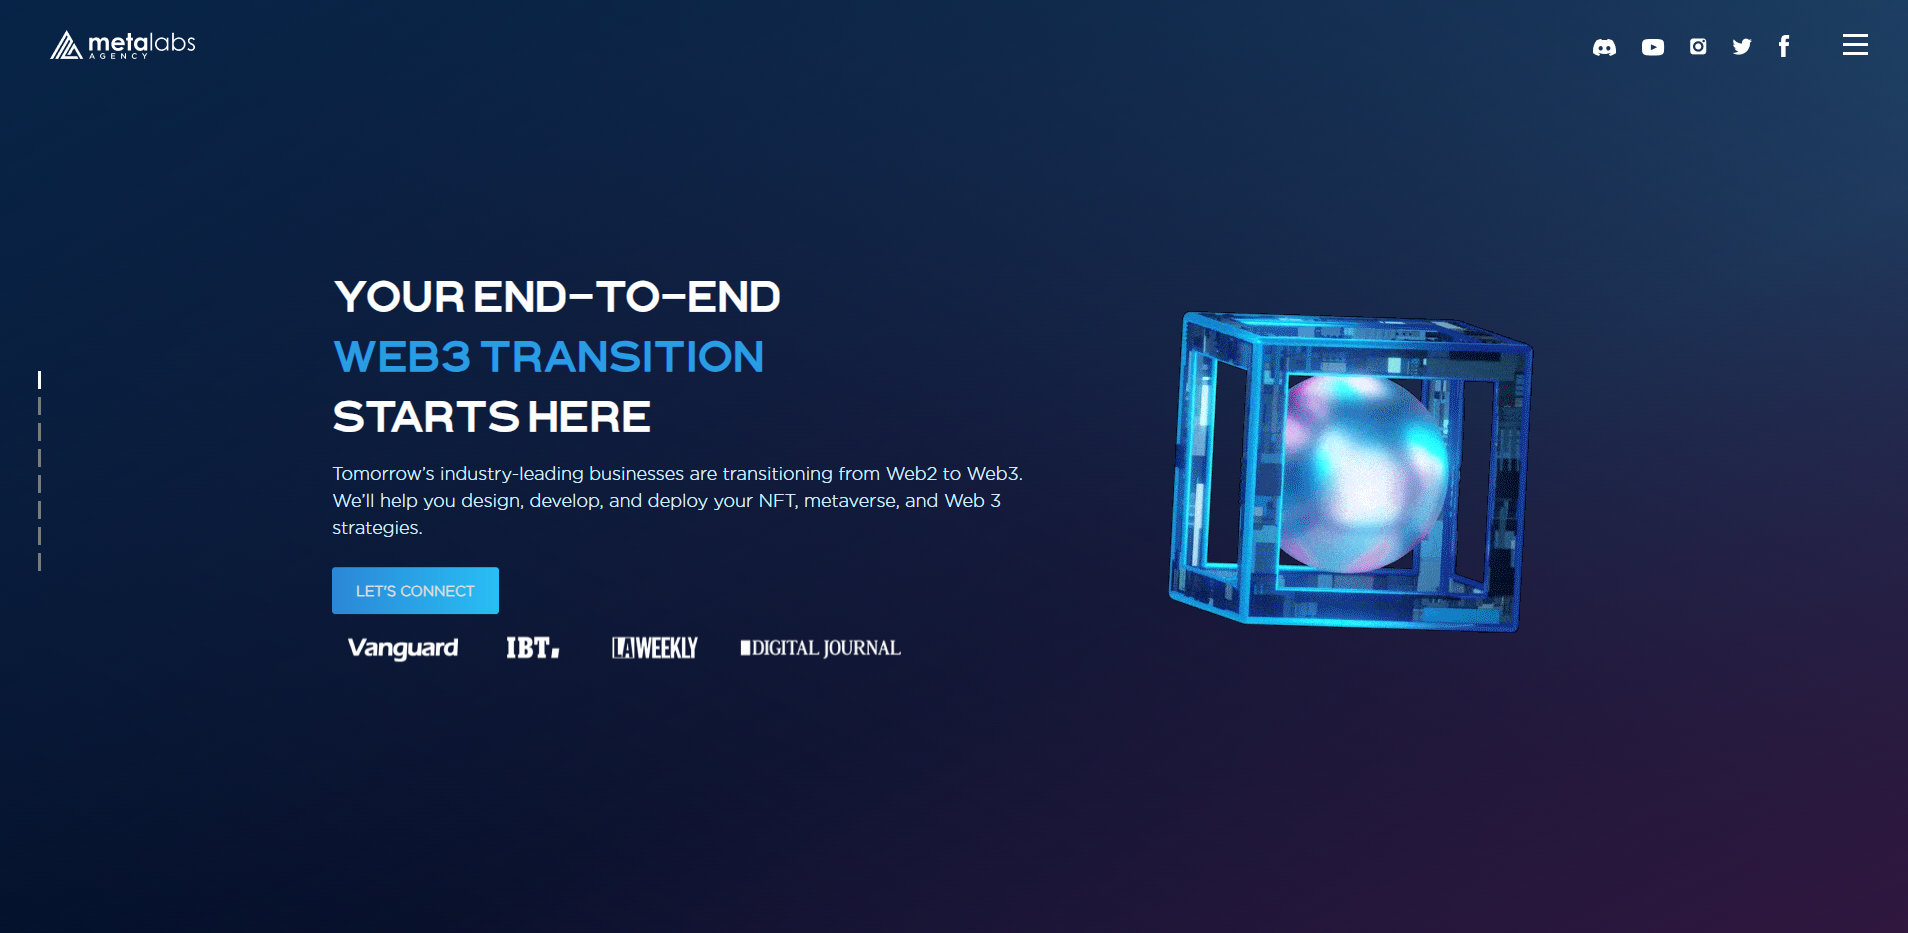 metalabs
AGENCY
YOUR END-TO-END
WEB3 TRANSITION
STARTS HERE
Tomorrow's industry-leading businesses are transitioning from Web2 to Web3.
We'll help you design, develop, and deploy your NFT, metaverse, and Web 3
strategies.
LET'S CONNECT
Vanguard IBT. LA WEEKLY DIGITAL JOURNAL